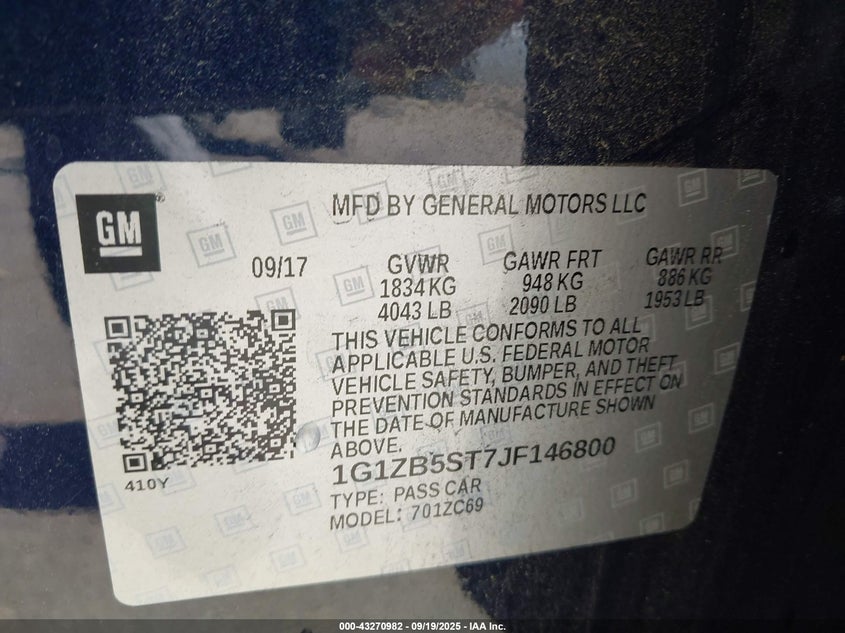 GM
MFD BY GENERAL MOTORS LLC
09/17
GVWR GAWR FRT GAWR RR
1834 KG 948 KG 886 KG
4043 LB 2090 LB 1953 LB
THIS VEHICLE CONFORMS TO ALL
APPLICABLE U.S. FEDERAL MOTOR
VEHICLE SAFETY, BUMPER, AND THEFT
PREVENTION STANDARDS IN EFFECT ON
THE DATE OF MANUFACTURE SHOWN
ABOVE.
1G1ZB5ST7JF146800
TYPE: PASS CAR
MODEL: 701ZC69
410Y
000-43270982 - 09/19/2025 - IAA Inc.